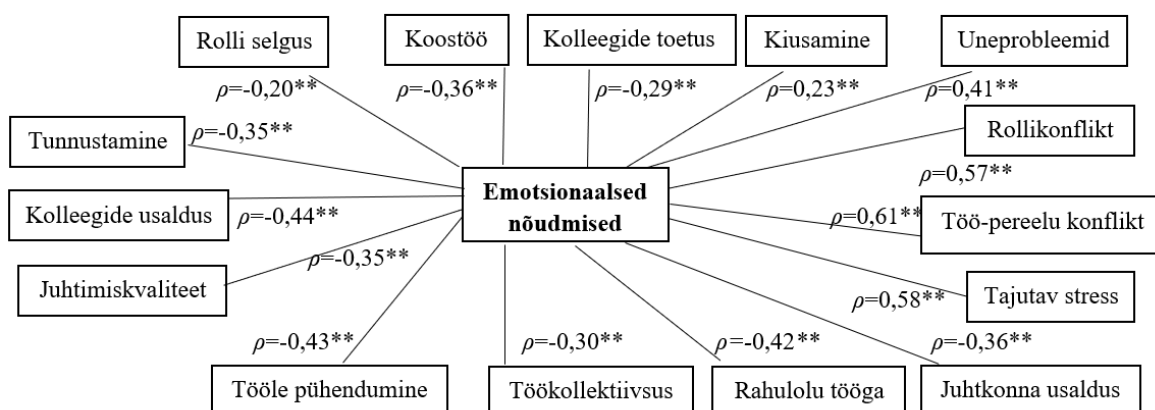 Rolli selgus
Koostöö
Kolleegide toetus
Kiusamine
Uneprobleemid
ρ=-0,20**
ρ=-0,36**
ρ=-0,29**
ρ=0,23**
ρ=0,41**
Tunnustamine
ρ=-0,35**
Rollikonflikt
ρ=0,57**
Emotsionaalsed
nõudmised
Kolleegide usaldus
ρ=-0,44**
ρ=0,61**
Töö-pereelu konflikt
Juhtimiskvaliteet
ρ=-0,35**
ρ=0,58**
Tajutav stress
ρ=-0,43**
ρ=-0,30**
ρ=-0,42**
ρ=-0,36**
Tööle pühendumine
Töökollektiivsus
Rahulolu tööga
Juhtkonna usaldus